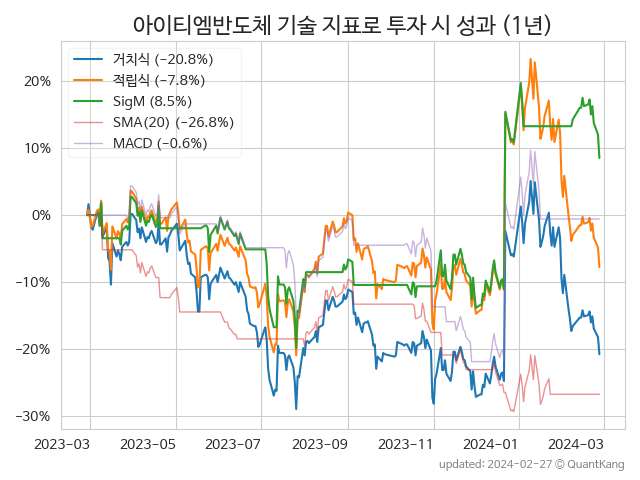 아이티엠반도체 기술 지표로 투자 시 성과 (1년)
거치식 (−20.8%)
적립식 (−7.8%)
SigM (8.5%)
SMA(20) (−26.8%)
MACD (−0.6%)
20%
10%
0%
−10%
−20%
−30%
2023-03 2023-05 2023-07 2023-09 2023-11 2024-01 2024-03
updated: 2024-02-27 © QuantKang